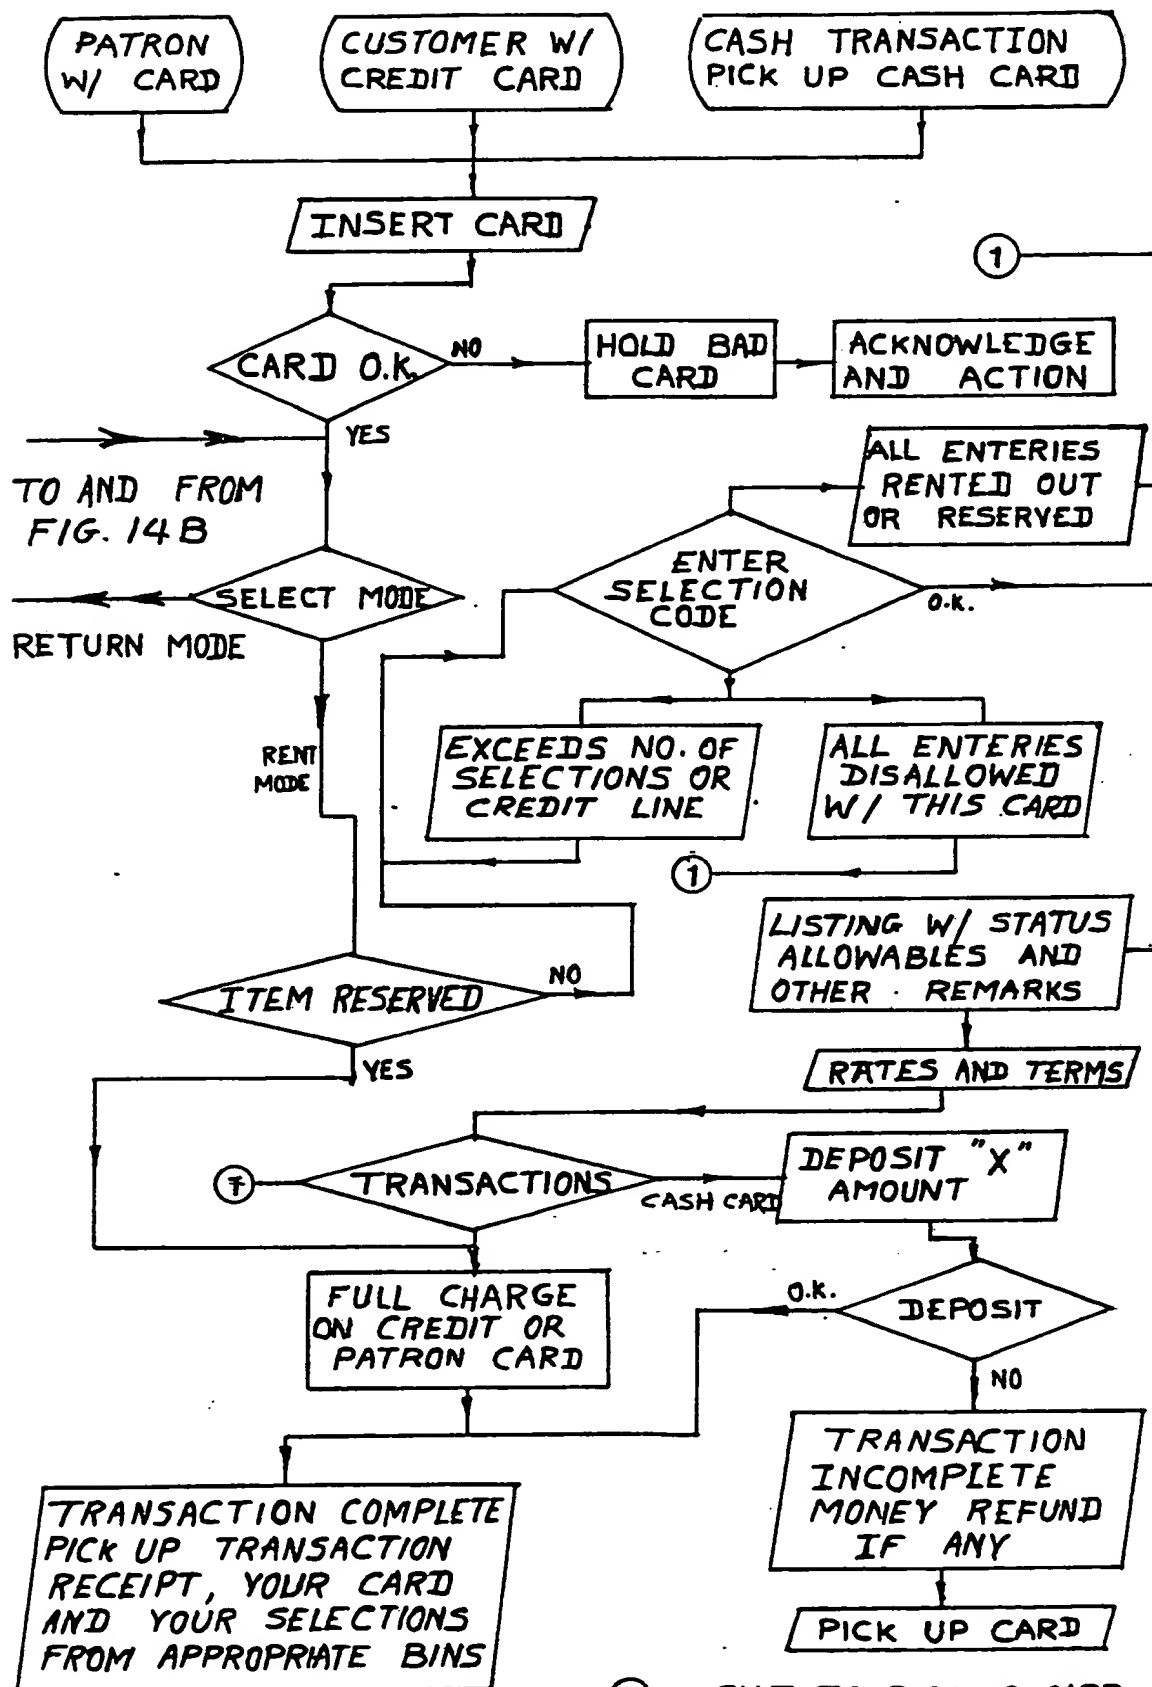 PATRON
W/ CARD
CUSTOMER W/
CREDIT CARD
CASH TRANSACTION
PICK UP CASH CARD
INSERT CARD
1
CARD O.K.
NO
HOLD BAD
CARD
ACKNOWLEDGE
AND ACTION
YES
TO AND FROM
FIG. 14B
ALL ENTERIES
RENTED OUT
OR RESERVED
ENTER
SELECTION
CODE
O.K.
SELECT MODE
RETURN MODE
RENT
MODE
EXCEEDS NO. OF
SELECTIONS OR
CREDIT LINE
ALL ENTERIES
DISALLOWED
W/ THIS CARD
1
LISTING W/ STATUS
ALLOWABLES AND
OTHER REMARKS
ITEM RESERVED
NO
YES
RATES AND TERMS
7
TRANSACTIONS
CASH CARD
DEPOSIT "X"
AMOUNT
FULL CHARGE
ON CREDIT OR
PATRON CARD
O.K.
DEPOSIT
NO
TRANSACTION
INCOMPLETE
MONEY REFUND
IF ANY
TRANSACTION COMPLETE
PICK UP TRANSACTION
RECEIPT, YOUR CARD
AND YOUR SELECTIONS
FROM APPROPRIATE BINS
PICK UP CARD